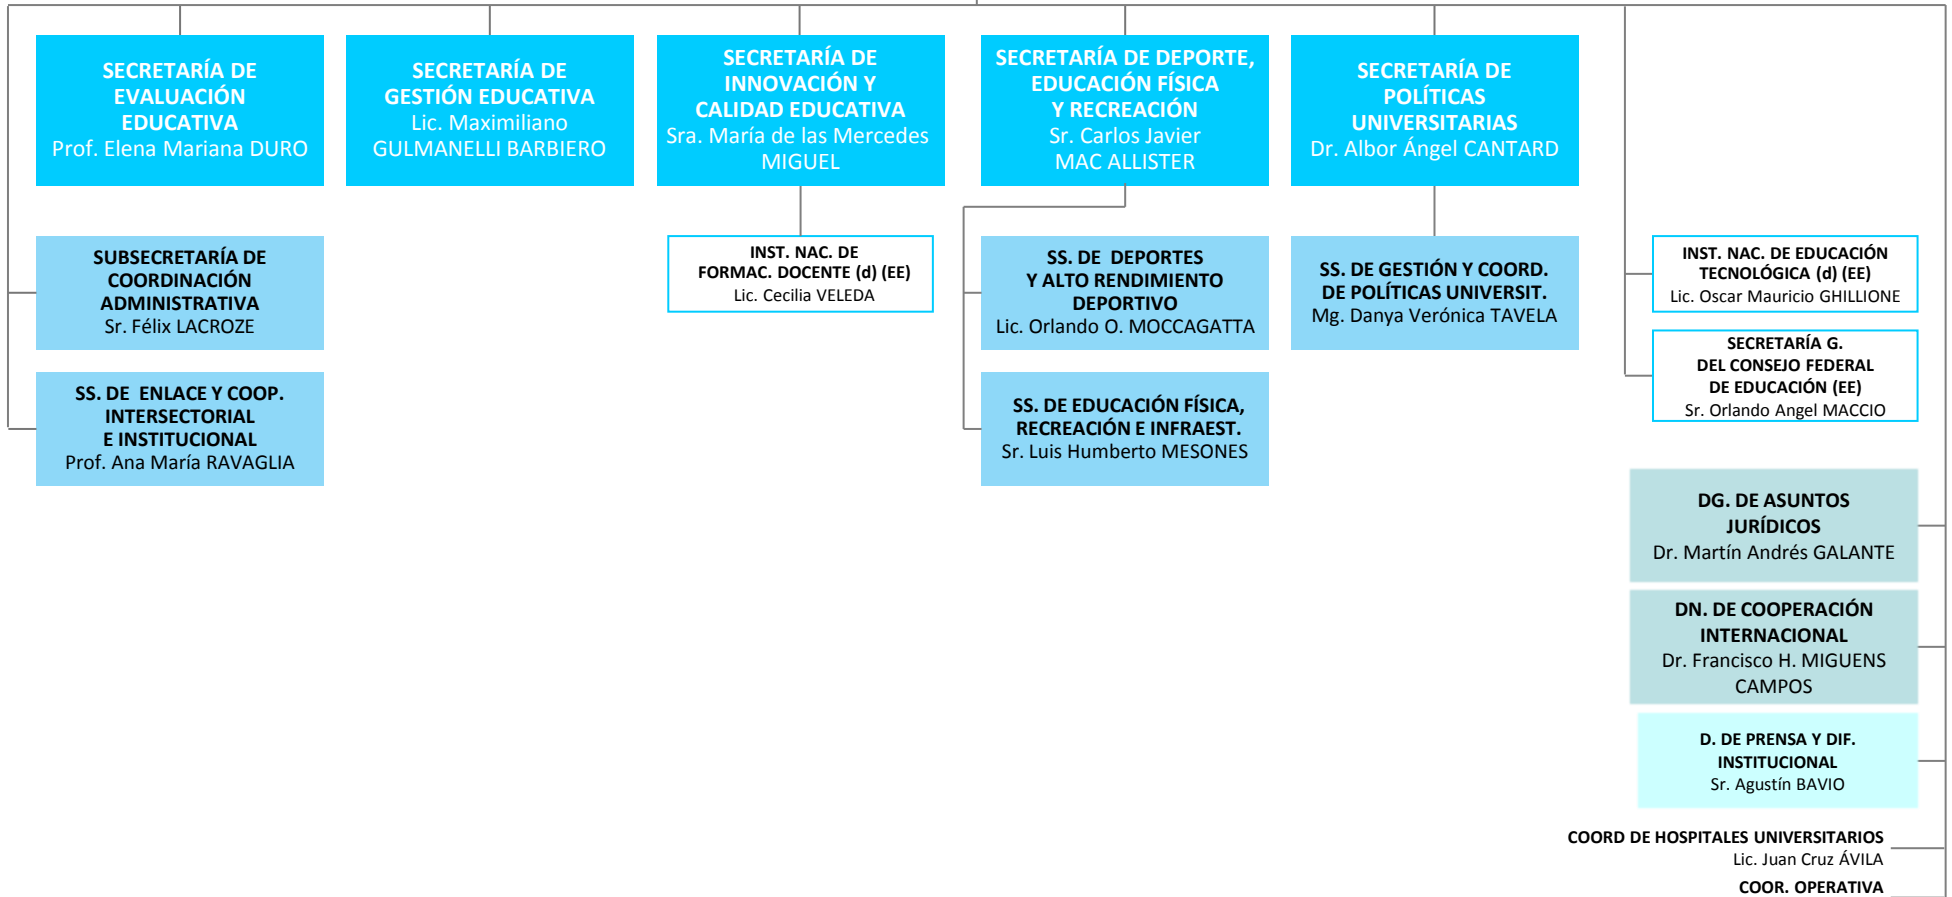 SECRETARÍA DE
EVALUACIÓN
EDUCATIVA
Prof. Elena Mariana DURO
SECRETARÍA DE
GESTIÓN EDUCATIVA
Lic. Maximiliano
GULMANELLI BARBIERO
SECRETARÍA DE
INNOVACIÓN Y
CALIDAD EDUCATIVA
Sra. María de las Mercedes
MIGUEL
SECRETARÍA DE DEPORTE,
EDUCACIÓN FÍSICA
Y RECREACIÓN
Sr. Carlos Javier
MAC ALLISTER
SECRETARÍA DE
POLÍTICAS
UNIVERSITARIAS
Dr. Albor Ángel CANTARD
SUBSECRETARÍA DE
COORDINACIÓN
ADMINISTRATIVA
Sr. Félix LACROZE
INST. NAC. DE
FORMAC. DOCENTE (d) (EE)
Lic. Cecilia VELEDA
SS. DE DEPORTES
Y ALTO RENDIMIENTO
DEPORTIVO
Lic. Orlando O. MOCCAGATTA
SS. DE GESTIÓN Y COORD.
DE POLÍTICAS UNIVERSIT.
Mg. Danya Verónica TAVELA
INST. NAC. DE EDUCACIÓN
TECNOLÓGICA (d) (EE)
Lic. Oscar Mauricio GHILLIONE
SECRETARÍA G.
DEL CONSEJO FEDERAL
DE EDUCACIÓN (EE)
Sr. Orlando Angel MACCIO
SS. DE ENLACE Y COOP.
INTERSECTORIAL
E INSTITUCIONAL
Prof. Ana María RAVAGLIA
SS. DE EDUCACIÓN FÍSICA,
RECREACIÓN E INFRAEST.
Sr. Luis Humberto MESONES
DG. DE ASUNTOS
JURÍDICOS
Dr. Martín Andrés GALANTE
DN. DE COOPERACIÓN
INTERNACIONAL
Dr. Francisco H. MIGUENS
CAMPOS
D. DE PRENSA Y DIF.
INSTITUCIONAL
Sr. Agustín BAVIO
COORD DE HOSPITALES UNIVERSITARIOS
Lic. Juan Cruz ÁVILA
COOR. OPERATIVA